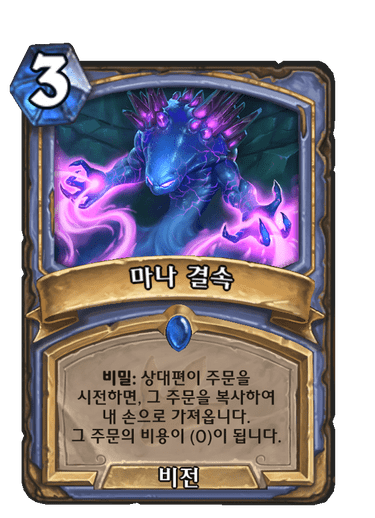 3
마나 결속
비밀: 상대편이 주문을
시전하면, 그 주문을 복사하여
내 손으로 가져옵니다.
그 주문의 비용이 (0)이 됩니다.
비전